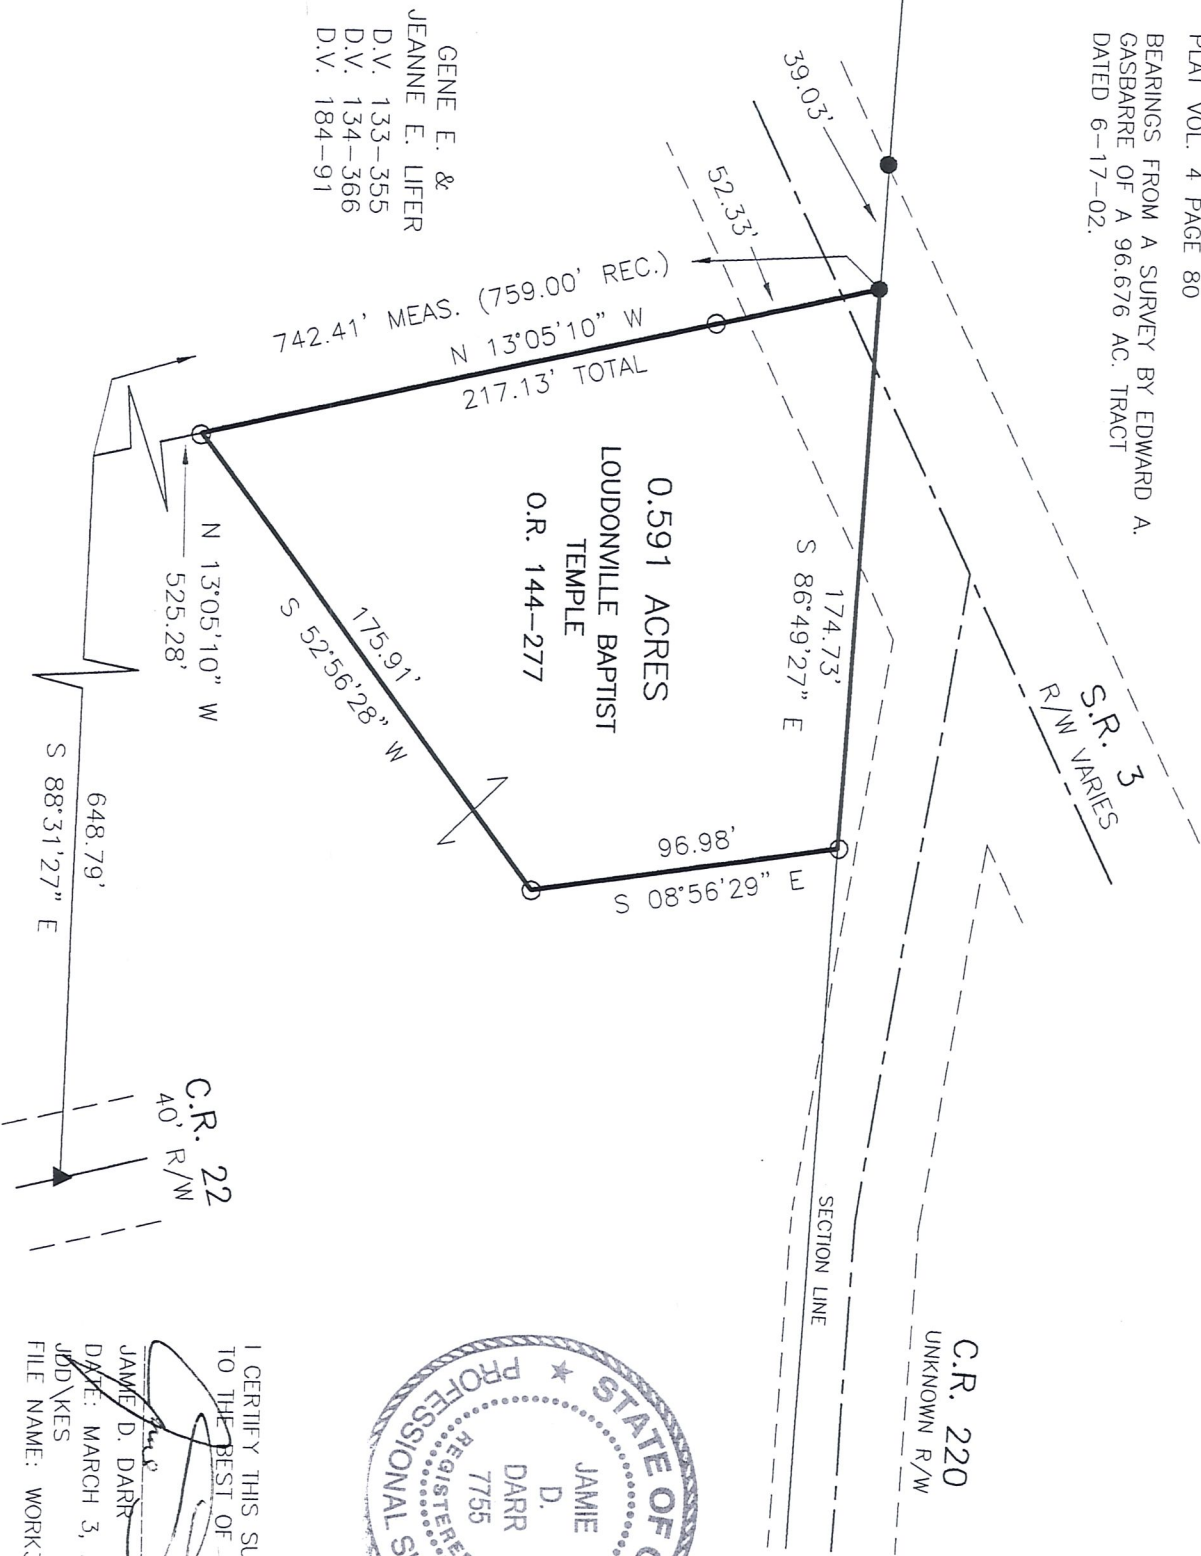 PLAT VOL. 4 PAGE 80
BEARINGS FROM A SURVEY BY EDWARD A.
GASBARRE OF A 96.676 AC. TRACT
DATED 6-17-02.
39.03'
52.33'
S.R. 3
R/W VARIES
C.R. 220
UNKNOWN R/W
SECTION LINE
174.73'
S 86°49'27" E
GENE E. &
JEANNE E. LIFER
D.V. 133-355
D.V. 134-366
D.V. 184-91
742.41' MEAS. (759.00' REC.)
N 13°05'10" W
217.13' TOTAL
0.591 ACRES
LOUDONVILLE BAPTIST
TEMPLE
O.R. 144-277
96.98'
S 08°56'29" E
175.91'
S 52°56'28" W
N 13°05'10" W
525.28'
648.79'
S 88°31'27" E
C.R. 22
40' R/W
STATE OF
JAMIE
D.
DARR
7755
PROFESSIONAL
I CERTIFY THIS
TO THE BEST OF
JAMIE D. DARR
DATE: MARCH 3,
JDD\KES
FILE NAME: